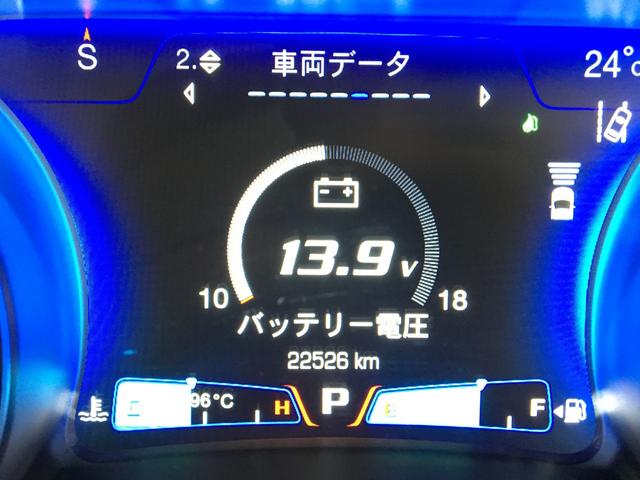 S
2. 車両データ
24°C
13.9 V
10 18
バッテリー電圧
22526 km
96°C H P E F